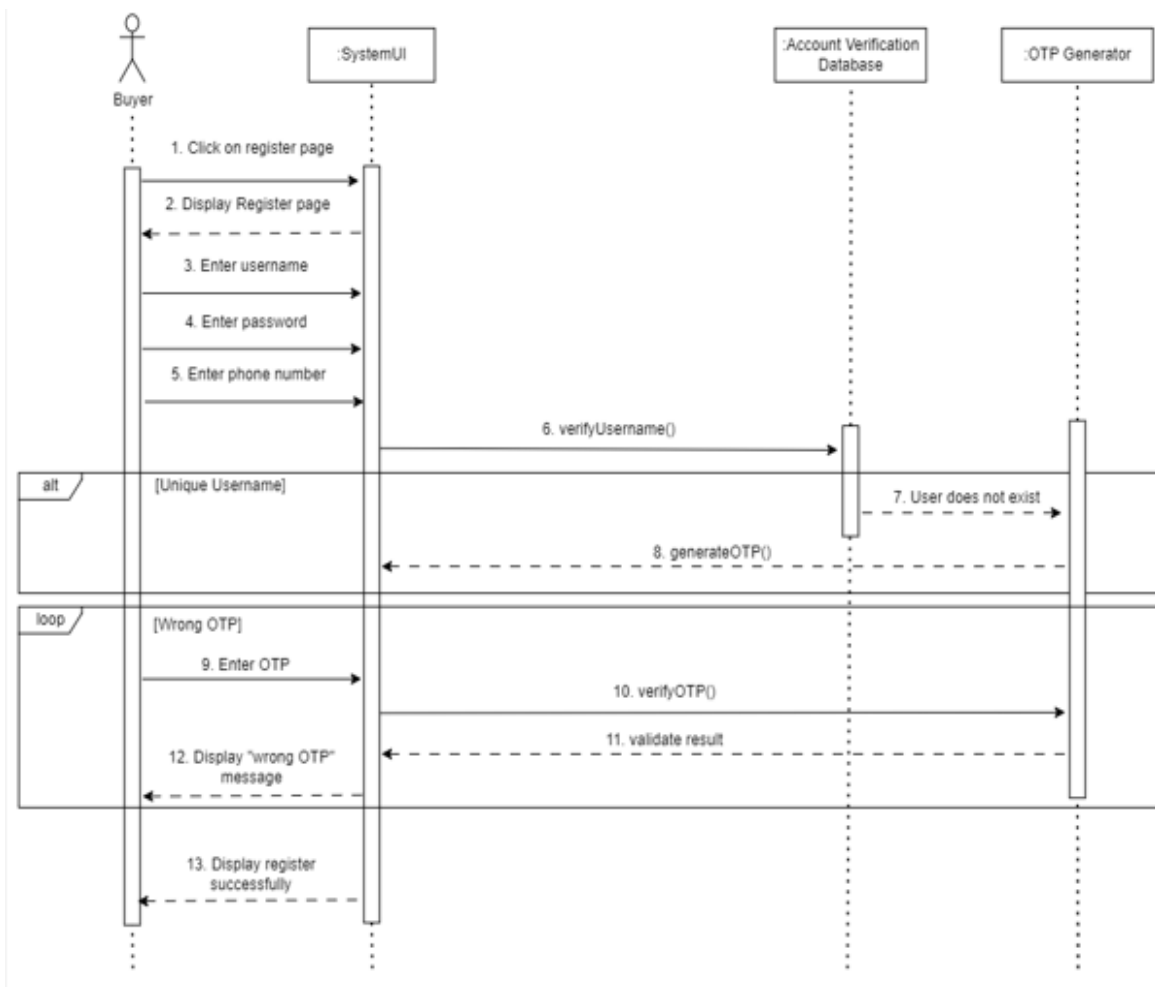 :SystemUI
:Account Verification
Database
:OTP Generator
Buyer
1. Click on register page
2. Display Register page
3. Enter username
4. Enter password
5. Enter phone number
6. verifyUsername()
alt
[Unique Username]
7. User does not exist
8. generateOTP()
loop
[Wrong OTP]
9. Enter OTP
10. verifyOTP()
11. validate result
12. Display "wrong OTP"
message
13. Display register
successfully